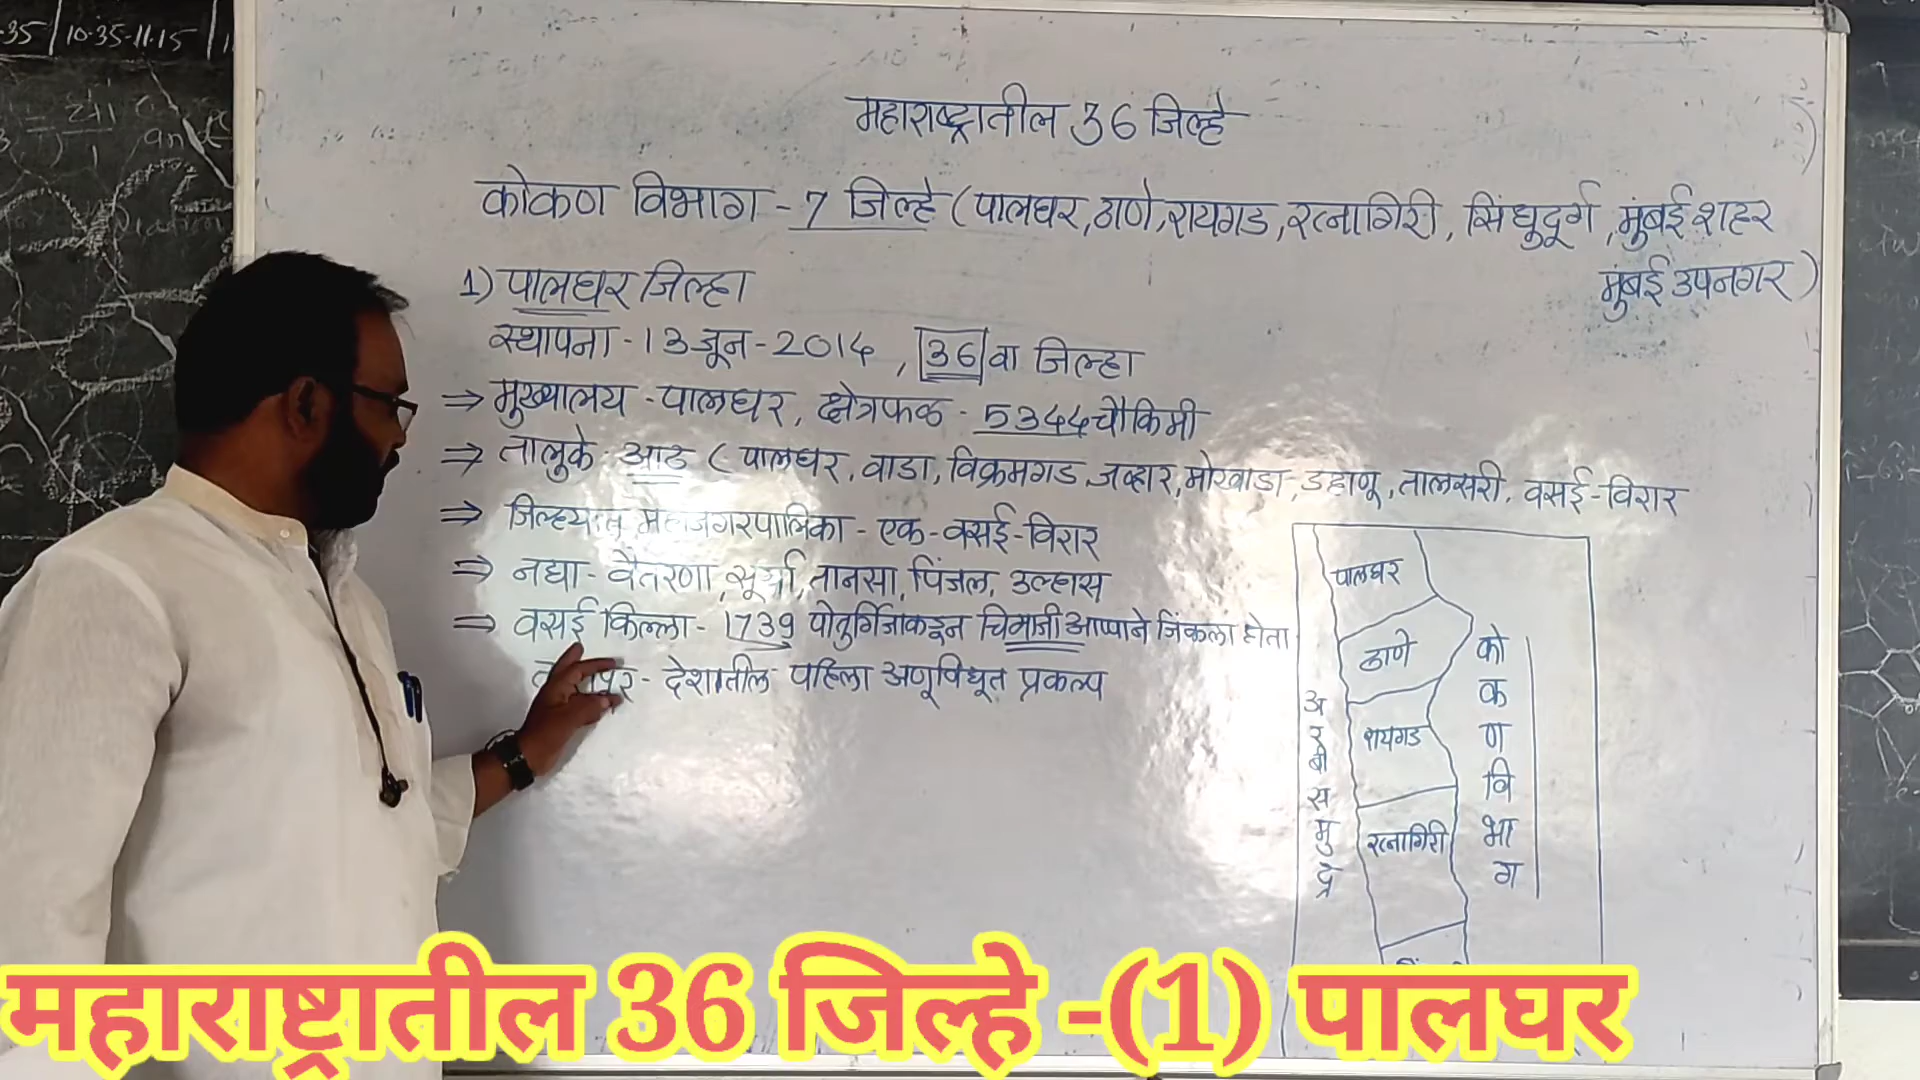 35 10.35-11.15
महाराष्ट्रातील 36 जिल्हे
कोकण विभाग - 7 जिल्हे (पालघर, ठाणे, रायगड, रत्नागिरी, सिंधुदूर्ग, मुंबई शहर
मुंबई उपनगर)
1) पालघर जिल्हा
स्थापना - 13 जून - 2014, 36 वा जिल्हा
⇒ मुख्यालय - पालघर, क्षेत्रफळ - 5344 चौकिमी
⇒ तालुके - आठ ( पालघर, वाडा, विक्रमगड, जव्हार, मोखाडा, डहाणू, तालसरी, वसई-विरार
⇒ जिल्ह्यात महानगरपालिका - एक - वसई-विरार
⇒ नद्या - वैतरणा, सूर्या, तानसा, पिंजल, उल्हास
⇒ वसई किल्ला - 1739 पोतुर्गिजाकडून चिमाजी आप्पाने जिंकला होता
- देशातील पहिला अणूविद्यूत प्रकल्प
पालघर
ठाणे
रायगड
रत्नागिरी
अरबी समुद्र
कोकण विभाग
महाराष्ट्रातील 36 जिल्हे -(1) पालघर